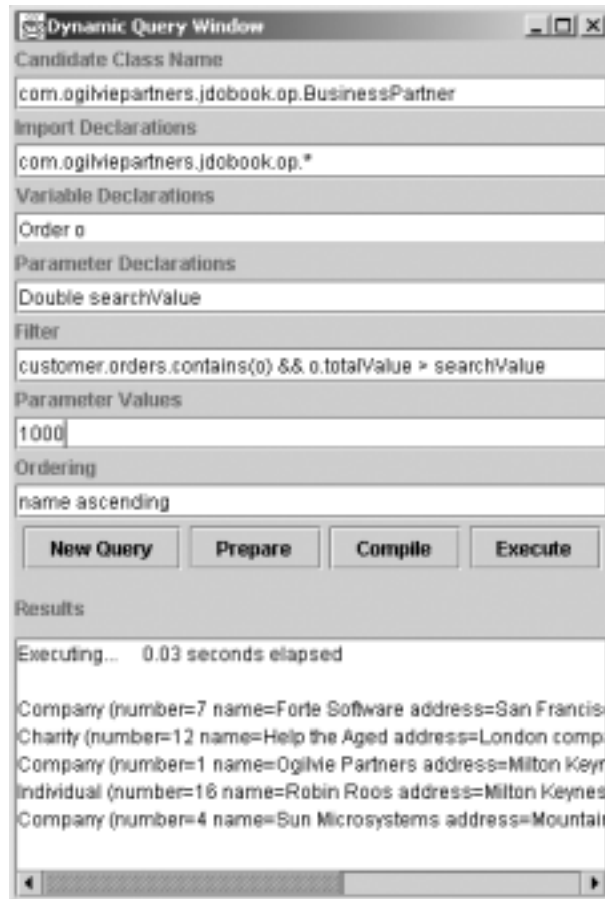 Dynamic Query Window
Candidate Class Name
com.ogilviepartners.jdobook.op.BusinessPartner
Import Declarations
com.ogilviepartners.jdobook.op.*
Variable Declarations
Order o
Parameter Declarations
Double searchValue
Filter
customer.orders.contains(o) && o.totalValue > searchValue
Parameter Values
1000
Ordering
name ascending
New Query Prepare Compile Execute
Results
Executing... 0.03 seconds elapsed
Company (number=7 name=Forte Software address=San Francis
Charity (number=12 name=Help the Aged address=London comp
Company (number=1 name=Ogilvie Partners address=Milton Keyn
Individual (number=16 name=Robin Roos address=Milton Keynes
Company (number=4 name=Sun Microsystems address=Mountain